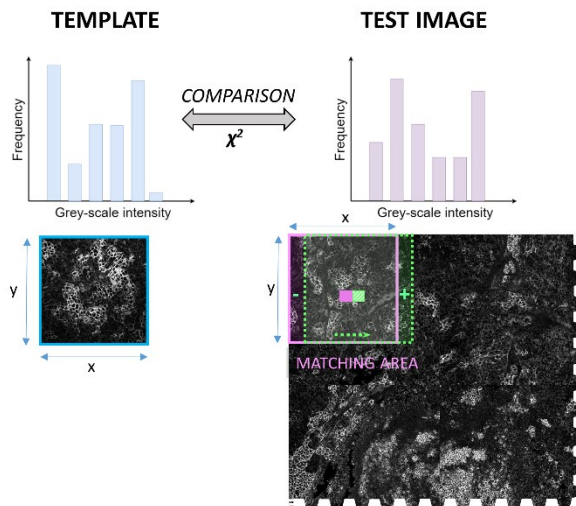 TEMPLATE
TEST IMAGE
Frequency
Grey-scale intensity
COMPARISON
χ²
Frequency
Grey-scale intensity
x
y
x
y
-
+
MATCHING AREA